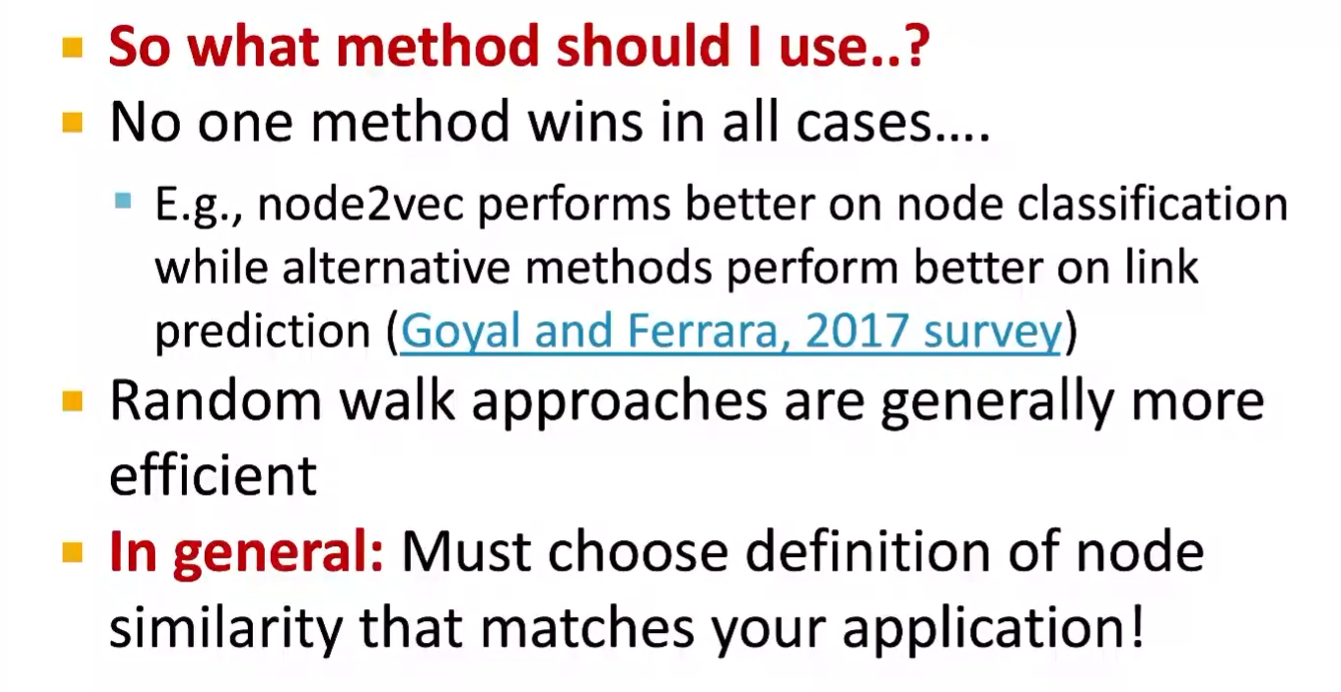 So what method should I use..?
No one method wins in all cases....
E.g., node2vec performs better on node classification
while alternative methods perform better on link
prediction (Goyal and Ferrara, 2017 survey)
Random walk approaches are generally more
efficient
In general: Must choose definition of node
similarity that matches your application!